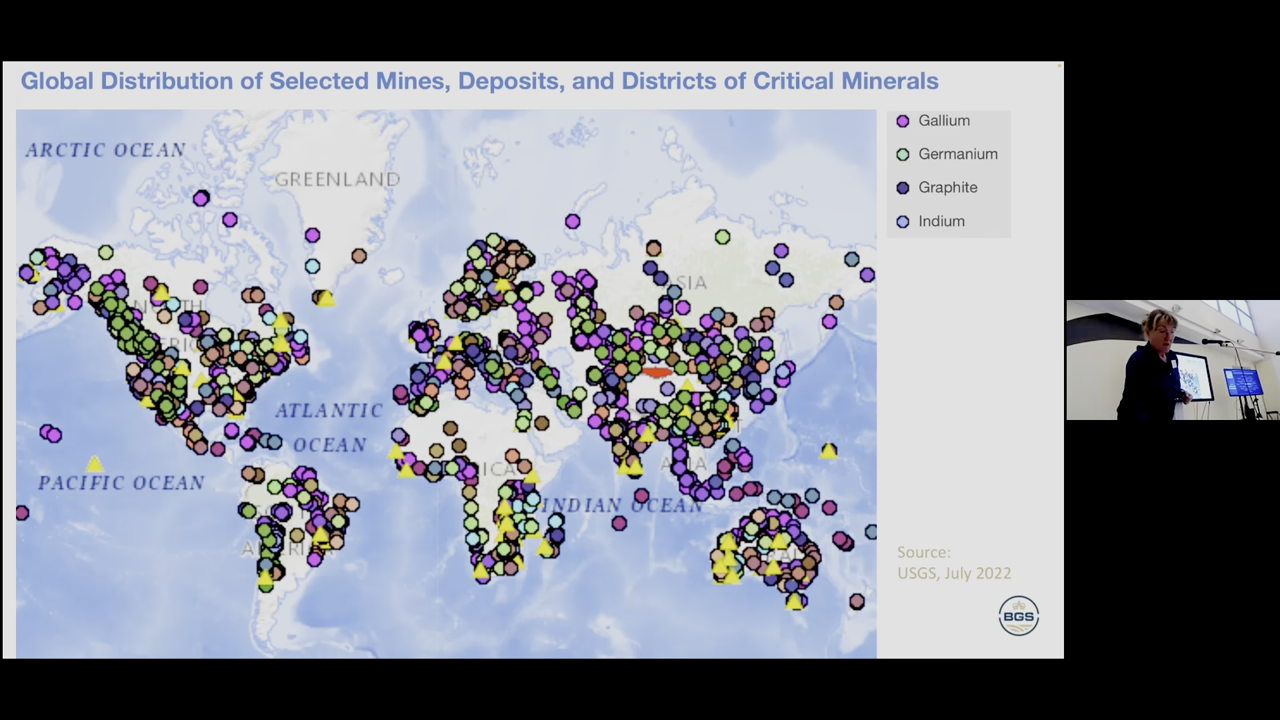 Global Distribution of Selected Mines, Deposits, and Districts of Critical Minerals
ARCTIC OCEAN
GREENLAND
Gallium
Germanium
Graphite
Indium
ASIA
ATLANTIC
OCEAN
PACIFIC OCEAN
INDIAN OCEAN
Source:
USGS, July 2022
BGS